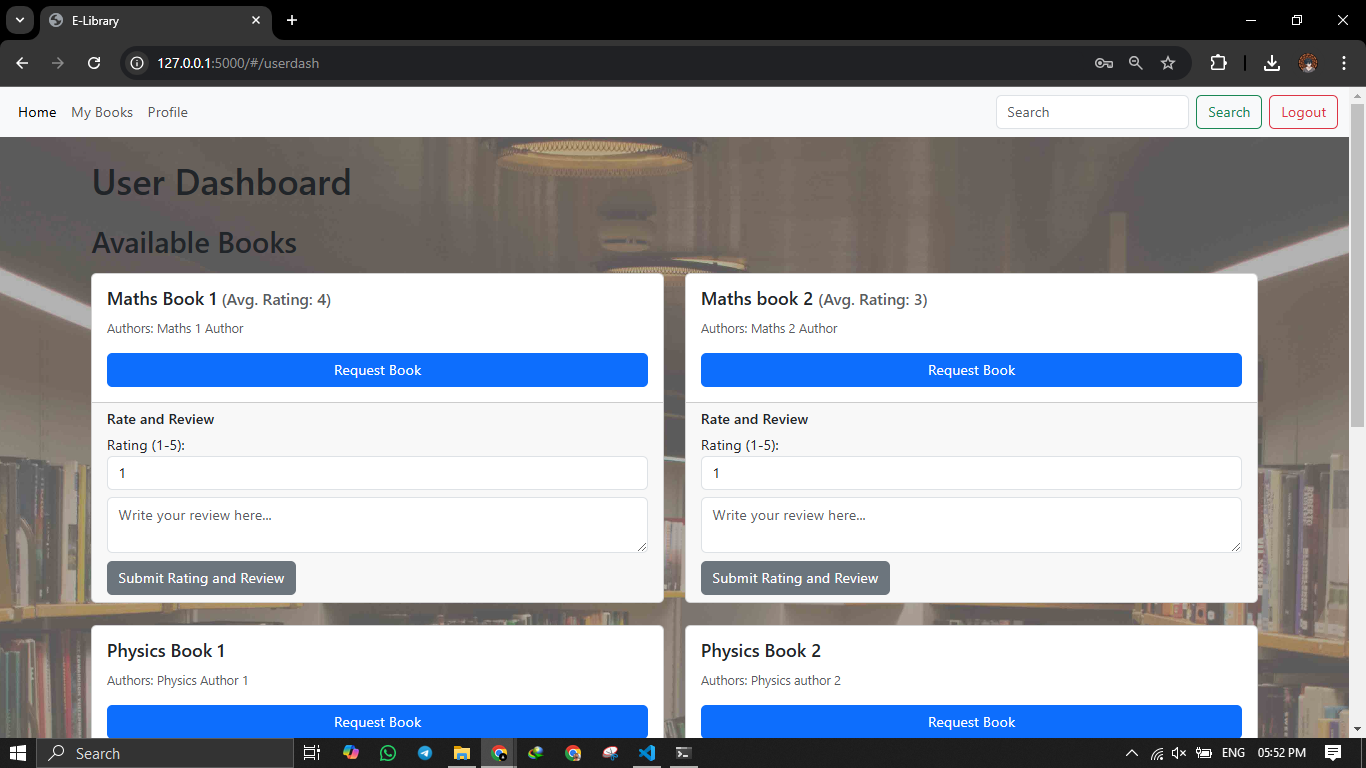 E-Library
127.0.0.1:5000/#/userdash
Home My Books Profile Search Search Logout
User Dashboard
Available Books
Maths Book 1 (Avg. Rating: 4)
Authors: Maths 1 Author
Request Book
Rate and Review
Rating (1-5):
1
Write your review here...
Submit Rating and Review
Maths book 2 (Avg. Rating: 3)
Authors: Maths 2 Author
Request Book
Rate and Review
Rating (1-5):
1
Write your review here...
Submit Rating and Review
Physics Book 1
Authors: Physics Author 1
Request Book
Physics Book 2
Authors: Physics author 2
Request Book
Search ENG 05:52 PM